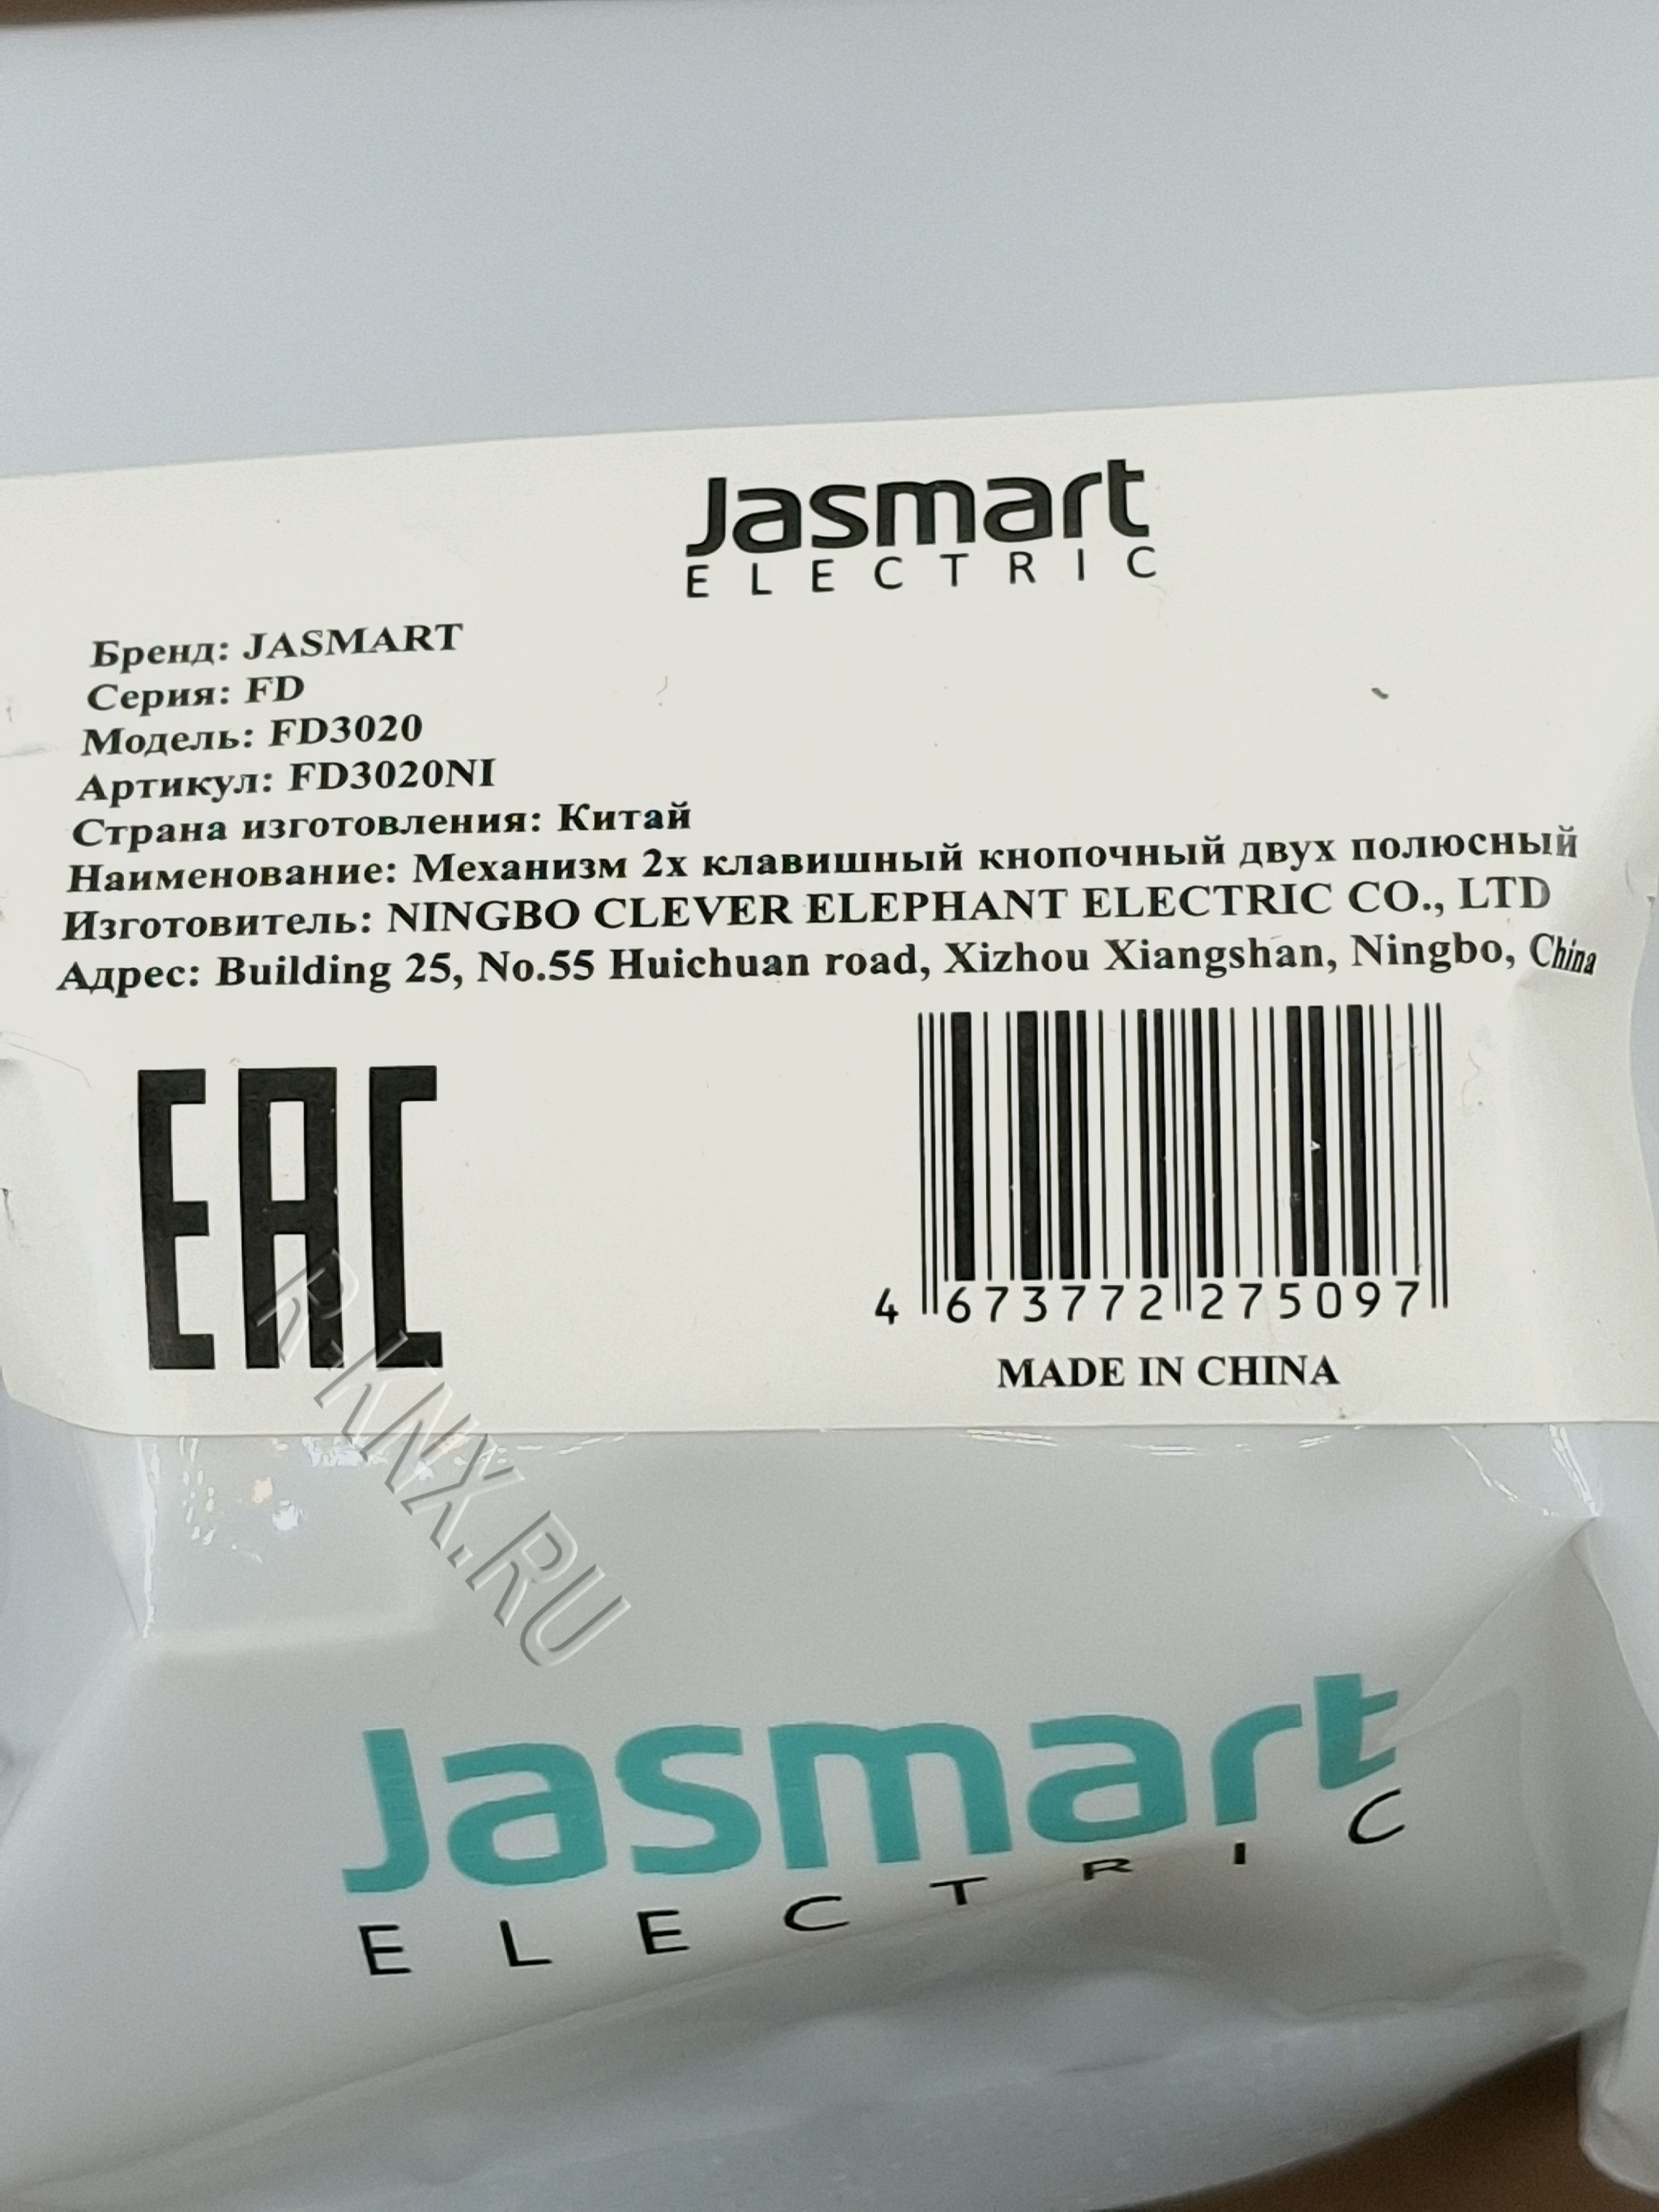 Jasmart
ELECTRIC
Бренд: JASMART
Серия: FD
Модель: FD3020
Артикул: FD3020NI
Страна изготовления: Китай
Наименование: Механизм 2х клавишный кнопочный двух полюсный
Изготовитель: NINGBO CLEVER ELEPHANT ELECTRIC CO., LTD
Адрес: Building 25, No.55 Huichuan road, Xizhou Xiangshan, Ningbo, China
EAC
4 673772 275097
MADE IN CHINA
R-KNX.RU
Jasmart
ELECTRIC